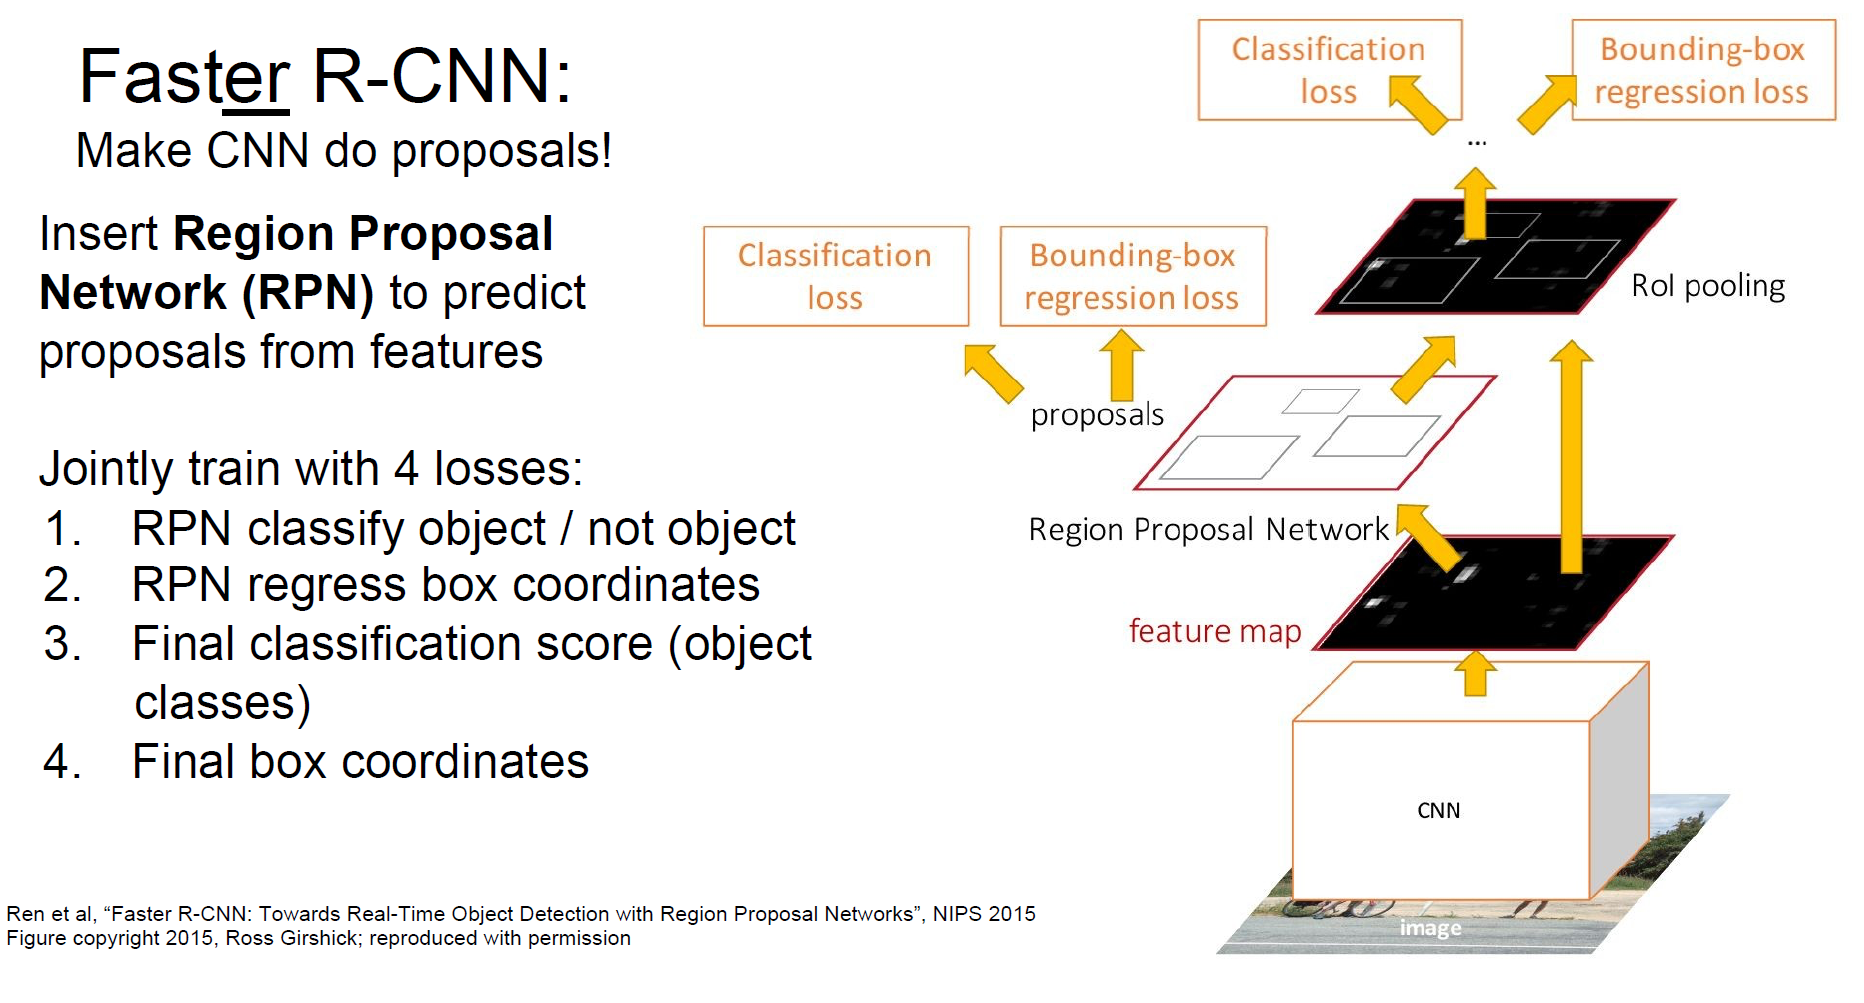 Faster R-CNN:
Make CNN do proposals!
Insert Region Proposal
Network (RPN) to predict
proposals from features
Jointly train with 4 losses:
1. RPN classify object / not object
2. RPN regress box coordinates
3. Final classification score (object
classes)
4. Final box coordinates
Ren et al, “Faster R-CNN: Towards Real-Time Object Detection with Region Proposal Networks”, NIPS 2015
Figure copyright 2015, Ross Girshick; reproduced with permission
Classification
loss
Bounding-box
regression loss
...
Classification
loss
Bounding-box
regression loss
RoI pooling
proposals
Region Proposal Network
feature map
CNN
image